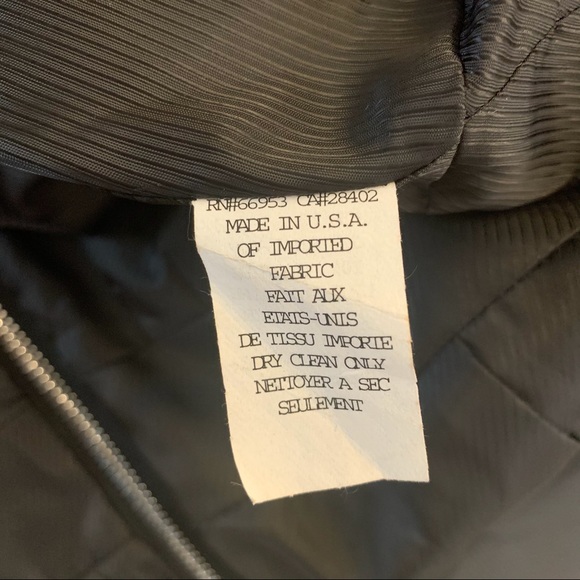 RN#66953 CA#28402
MADE IN U.S.A.
OF IMPORTED
FABRIC
FAIT AUX
ETATS-UNIS
DE TISSU IMPORTE
DRY CLEAN ONLY
NETTOYER A SEC
SEULEMENT